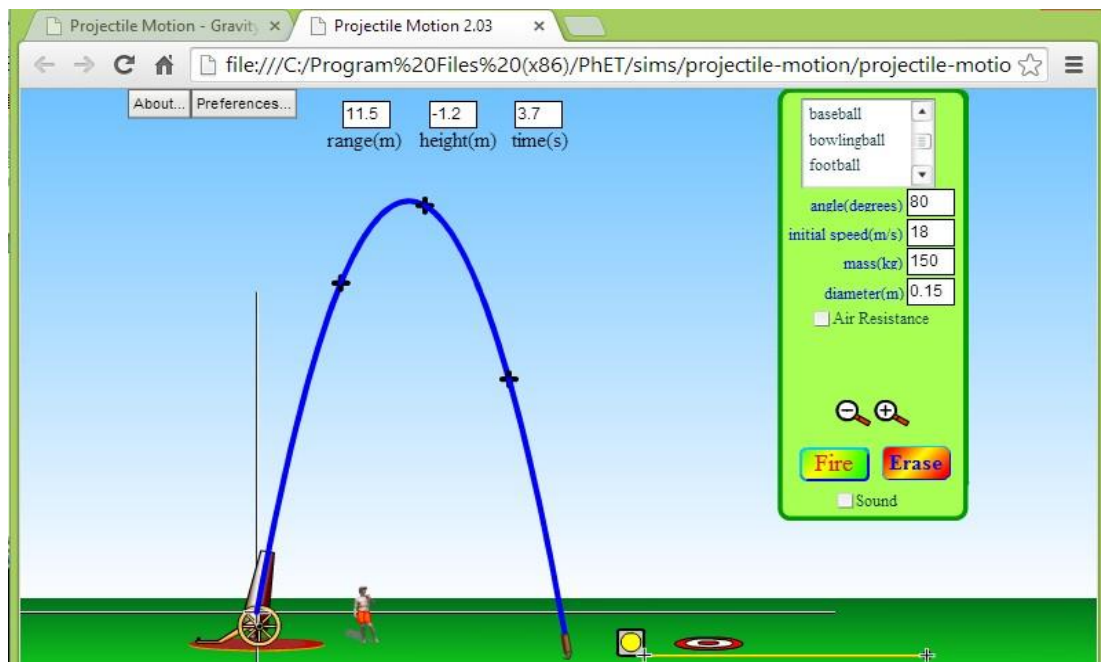 Projectile Motion - Gravity
Projectile Motion 2.03
file:///C:/Program%20Files%20(x86)/PhET/sims/projectile-motion/projectile-motio
About...
Preferences...
11.5
-1.2
3.7
range(m)
height(m)
time(s)
baseball
bowlingball
football
angle(degrees) 80
initial speed(m/s) 18
mass(kg) 150
diameter(m) 0.15
Air Resistance
Fire
Erase
Sound